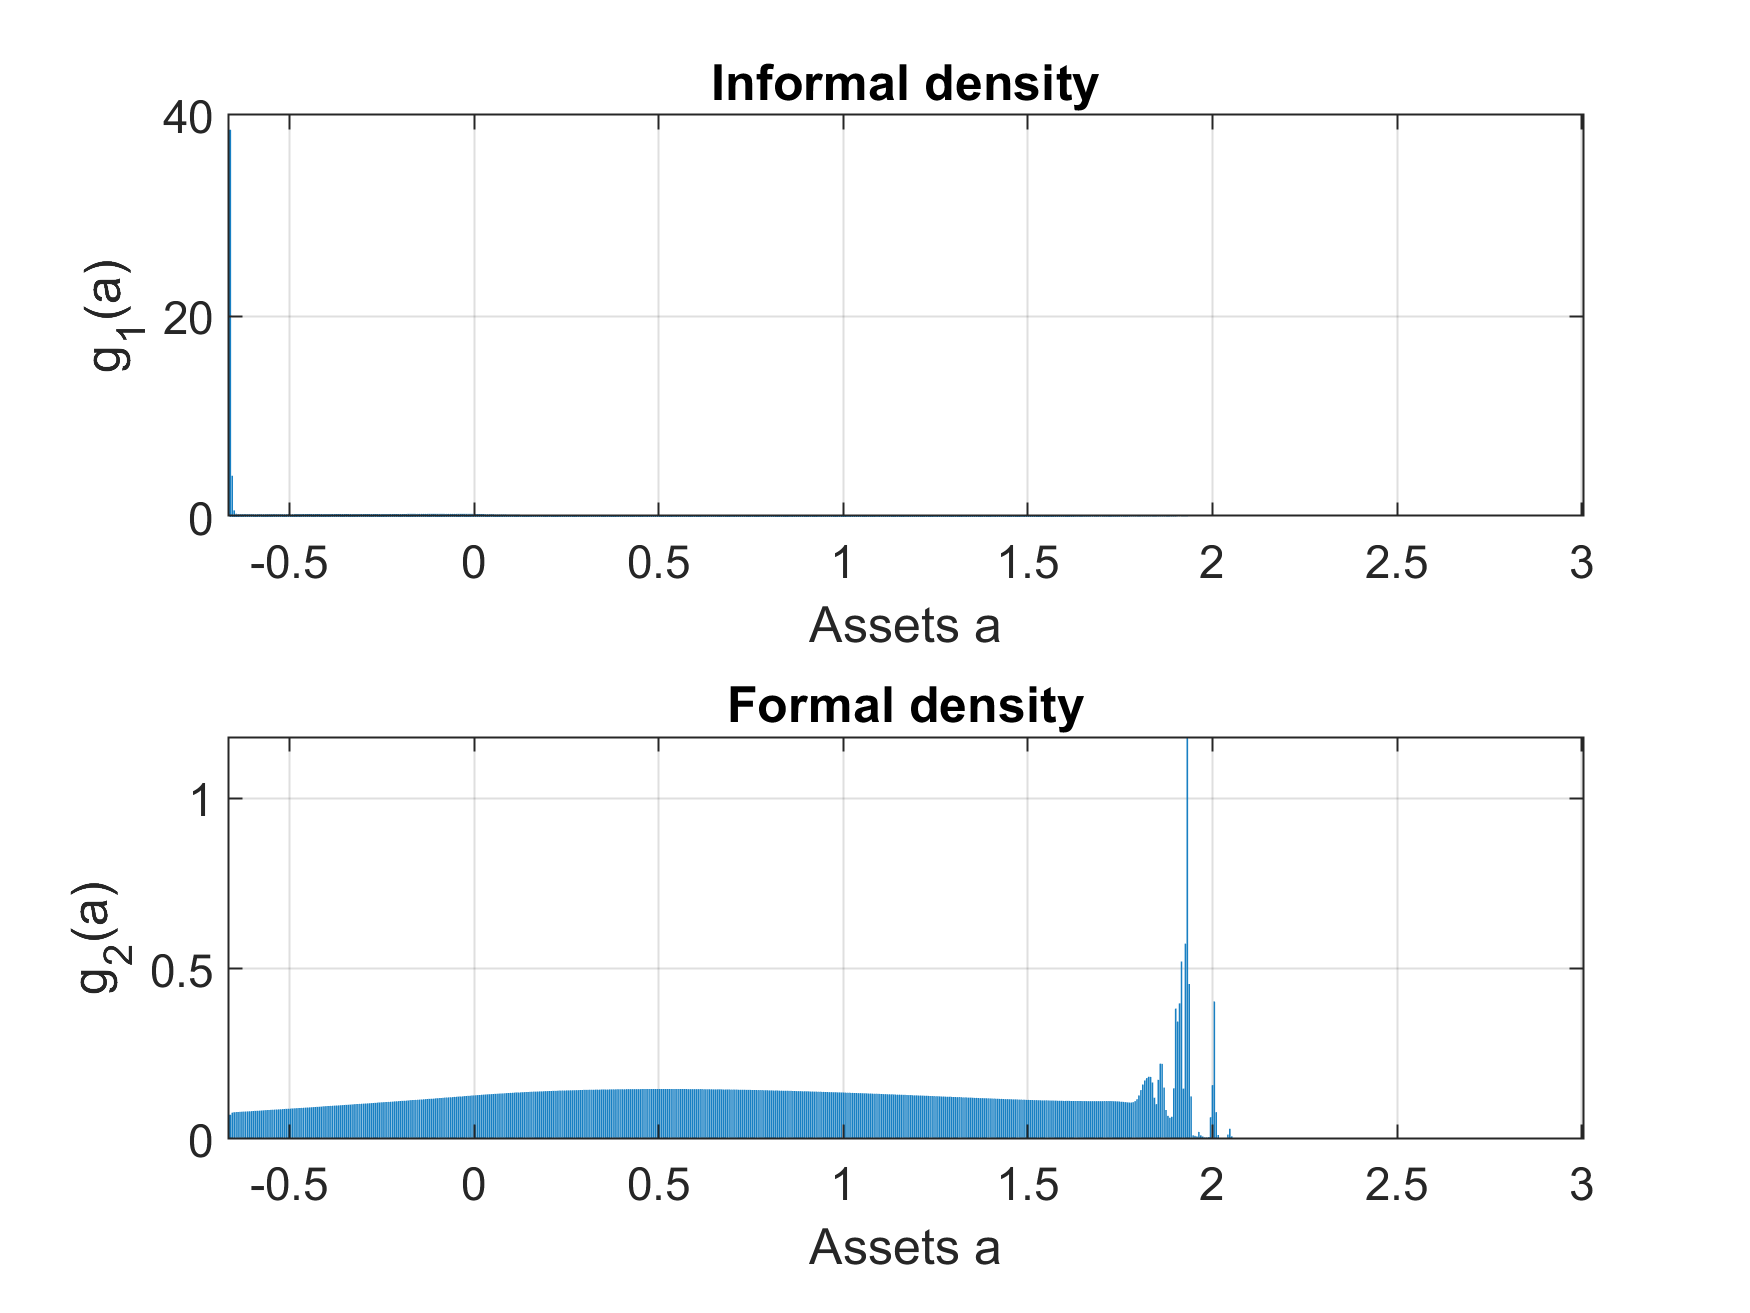 Informal density
40
20
0
g1(a)
-0.5 0 0.5 1 1.5 2 2.5 3
Assets a
Formal density
1
0.5
0
g2(a)
-0.5 0 0.5 1 1.5 2 2.5 3
Assets a